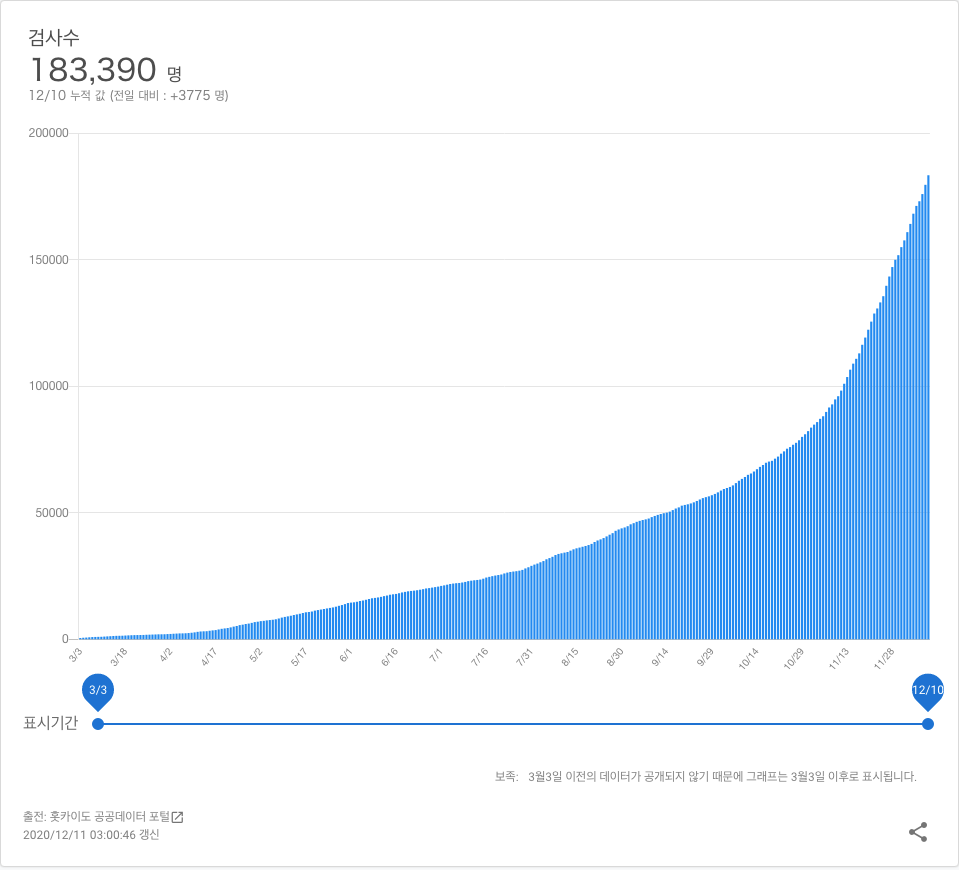 검사수
183,390 명
12/10 누적 값 (전일 대비 : +3775 명)
200000
150000
100000
50000
0
3/3 3/18 4/2 4/17 5/2 5/17 6/1 6/16 7/1 7/16 7/31 8/15 8/30 9/14 9/29 10/14 10/29 11/13 11/28
3/3 12/10
표시기간
보족: 3월3일 이전의 데이터가 공개되지 않기 때문에 그래프는 3월3일 이후로 표시됩니다.
출전: 홋카이도 공공데이터 포털
2020/12/11 03:00:46 갱신